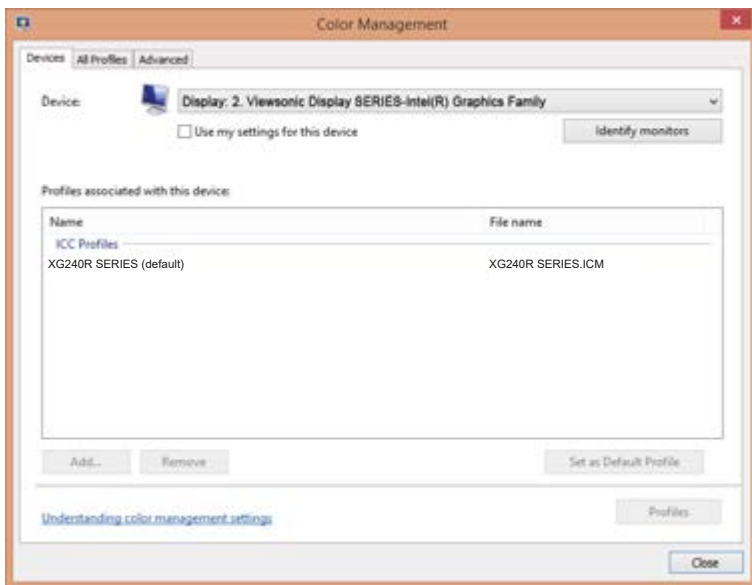 Color Management
Devices All Profiles Advanced
Device: Display: 2. Viewsonic Display SERIES-Intel(R) Graphics Family
Use my settings for this device Identify monitors
Profiles associated with this device:
Name File name
ICC Profiles
XG240R SERIES (default) XG240R SERIES.ICM
Add... Remove Set as Default Profile
Understanding color management settings Profiles
Close